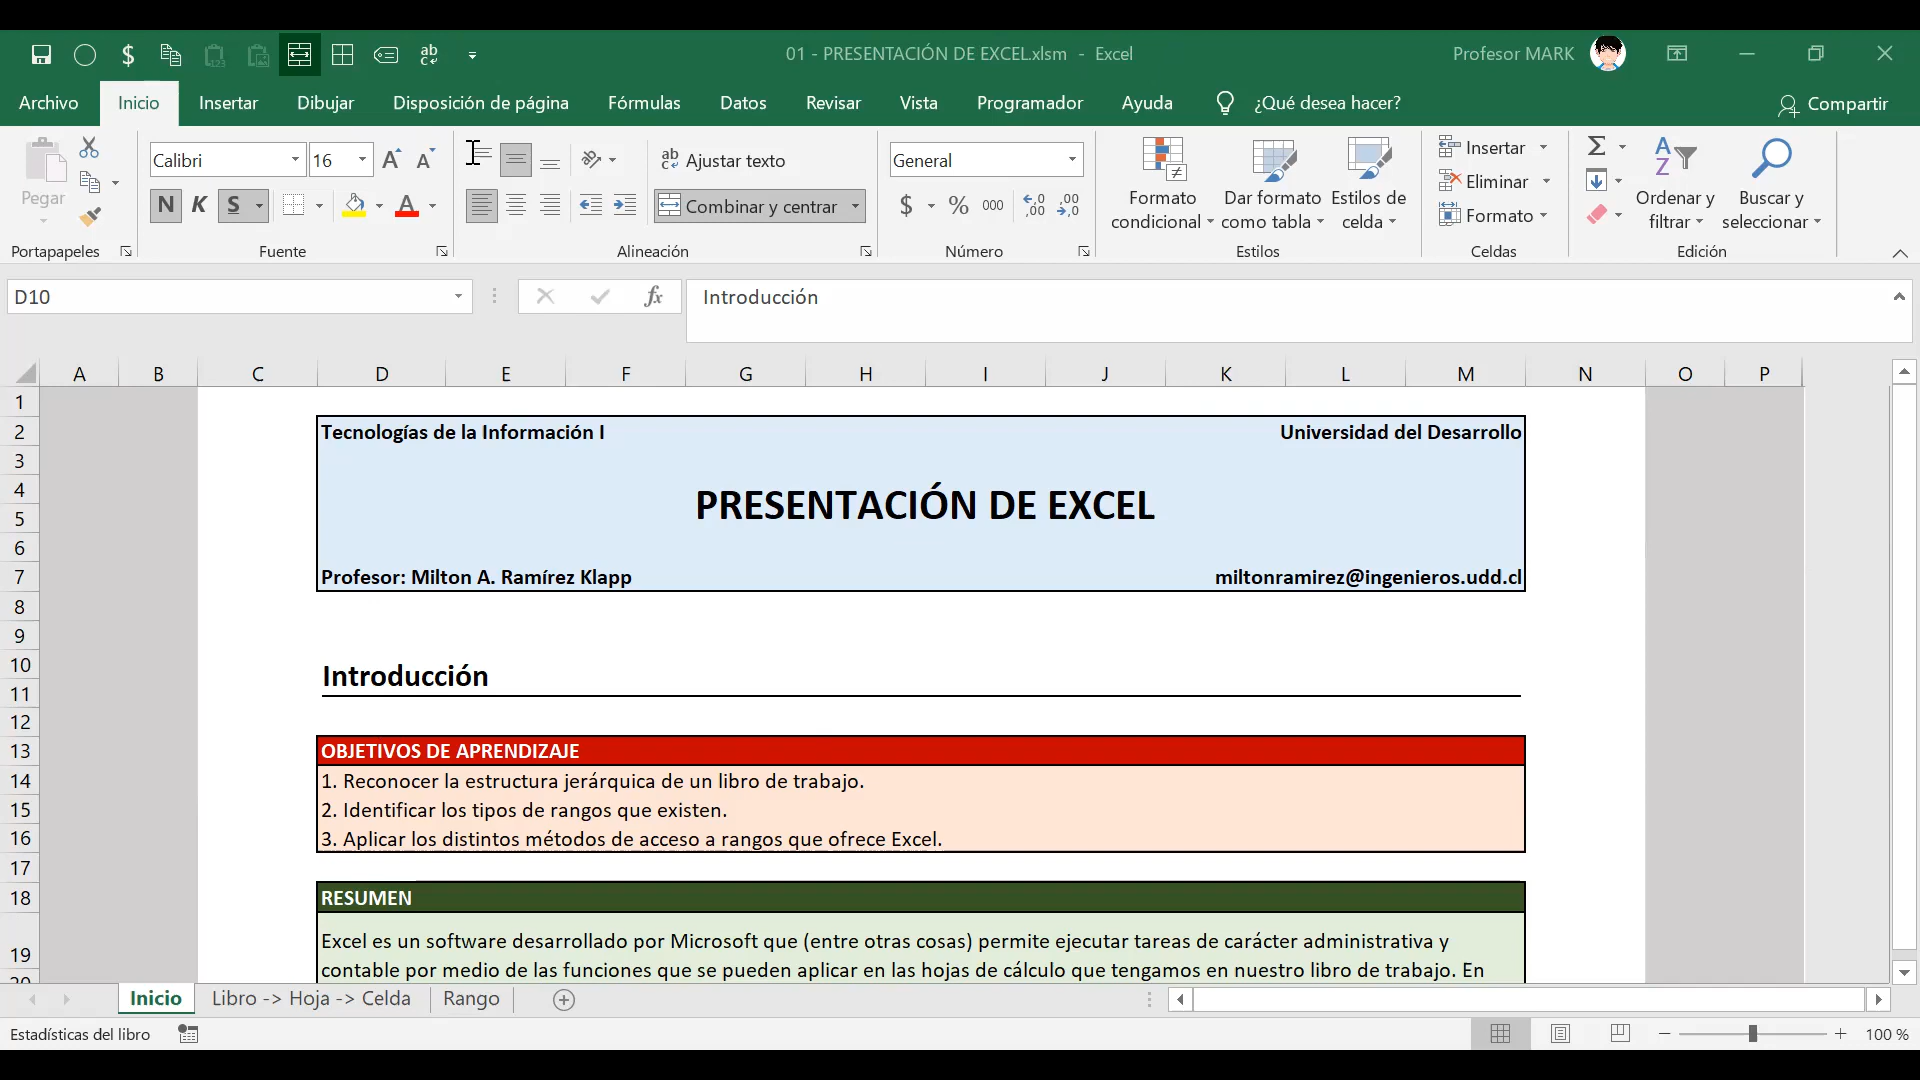 01 - PRESENTACIÓN DE EXCEL.xlsm - Excel
Profesor MARK
Archivo Inicio Insertar Dibujar Disposición de página Fórmulas Datos Revisar Vista Programador Ayuda ¿Qué desea hacer? Compartir
Pegar
Portapapeles
Calibri 16
N K S
Fuente
Ajustar texto
Combinar y centrar
Alineación
General
$ % 000
Número
Formato condicional
Dar formato como tabla
Estilos de celda
Estilos
Insertar
Eliminar
Formato
Celdas
Ordenar y filtrar
Buscar y seleccionar
Edición
D10
fx
Introducción
A B C D E F G H I J K L M N O P
1
2
3
4
5
6
7
8
9
10
11
12
13
14
15
16
17
18
19
20
Tecnologías de la Información I
Universidad del Desarrollo
PRESENTACIÓN DE EXCEL
Profesor: Milton A. Ramírez Klapp
miltonramirez@ingenieros.udd.cl
Introducción
OBJETIVOS DE APRENDIZAJE
1. Reconocer la estructura jerárquica de un libro de trabajo.
2. Identificar los tipos de rangos que existen.
3. Aplicar los distintos métodos de acceso a rangos que ofrece Excel.
RESUMEN
Excel es un software desarrollado por Microsoft que (entre otras cosas) permite ejecutar tareas de carácter administrativa y
contable por medio de las funciones que se pueden aplicar en las hojas de cálculo que tengamos en nuestro libro de trabajo. En
Inicio Libro -> Hoja -> Celda Rango
Estadísticas del libro
100 %